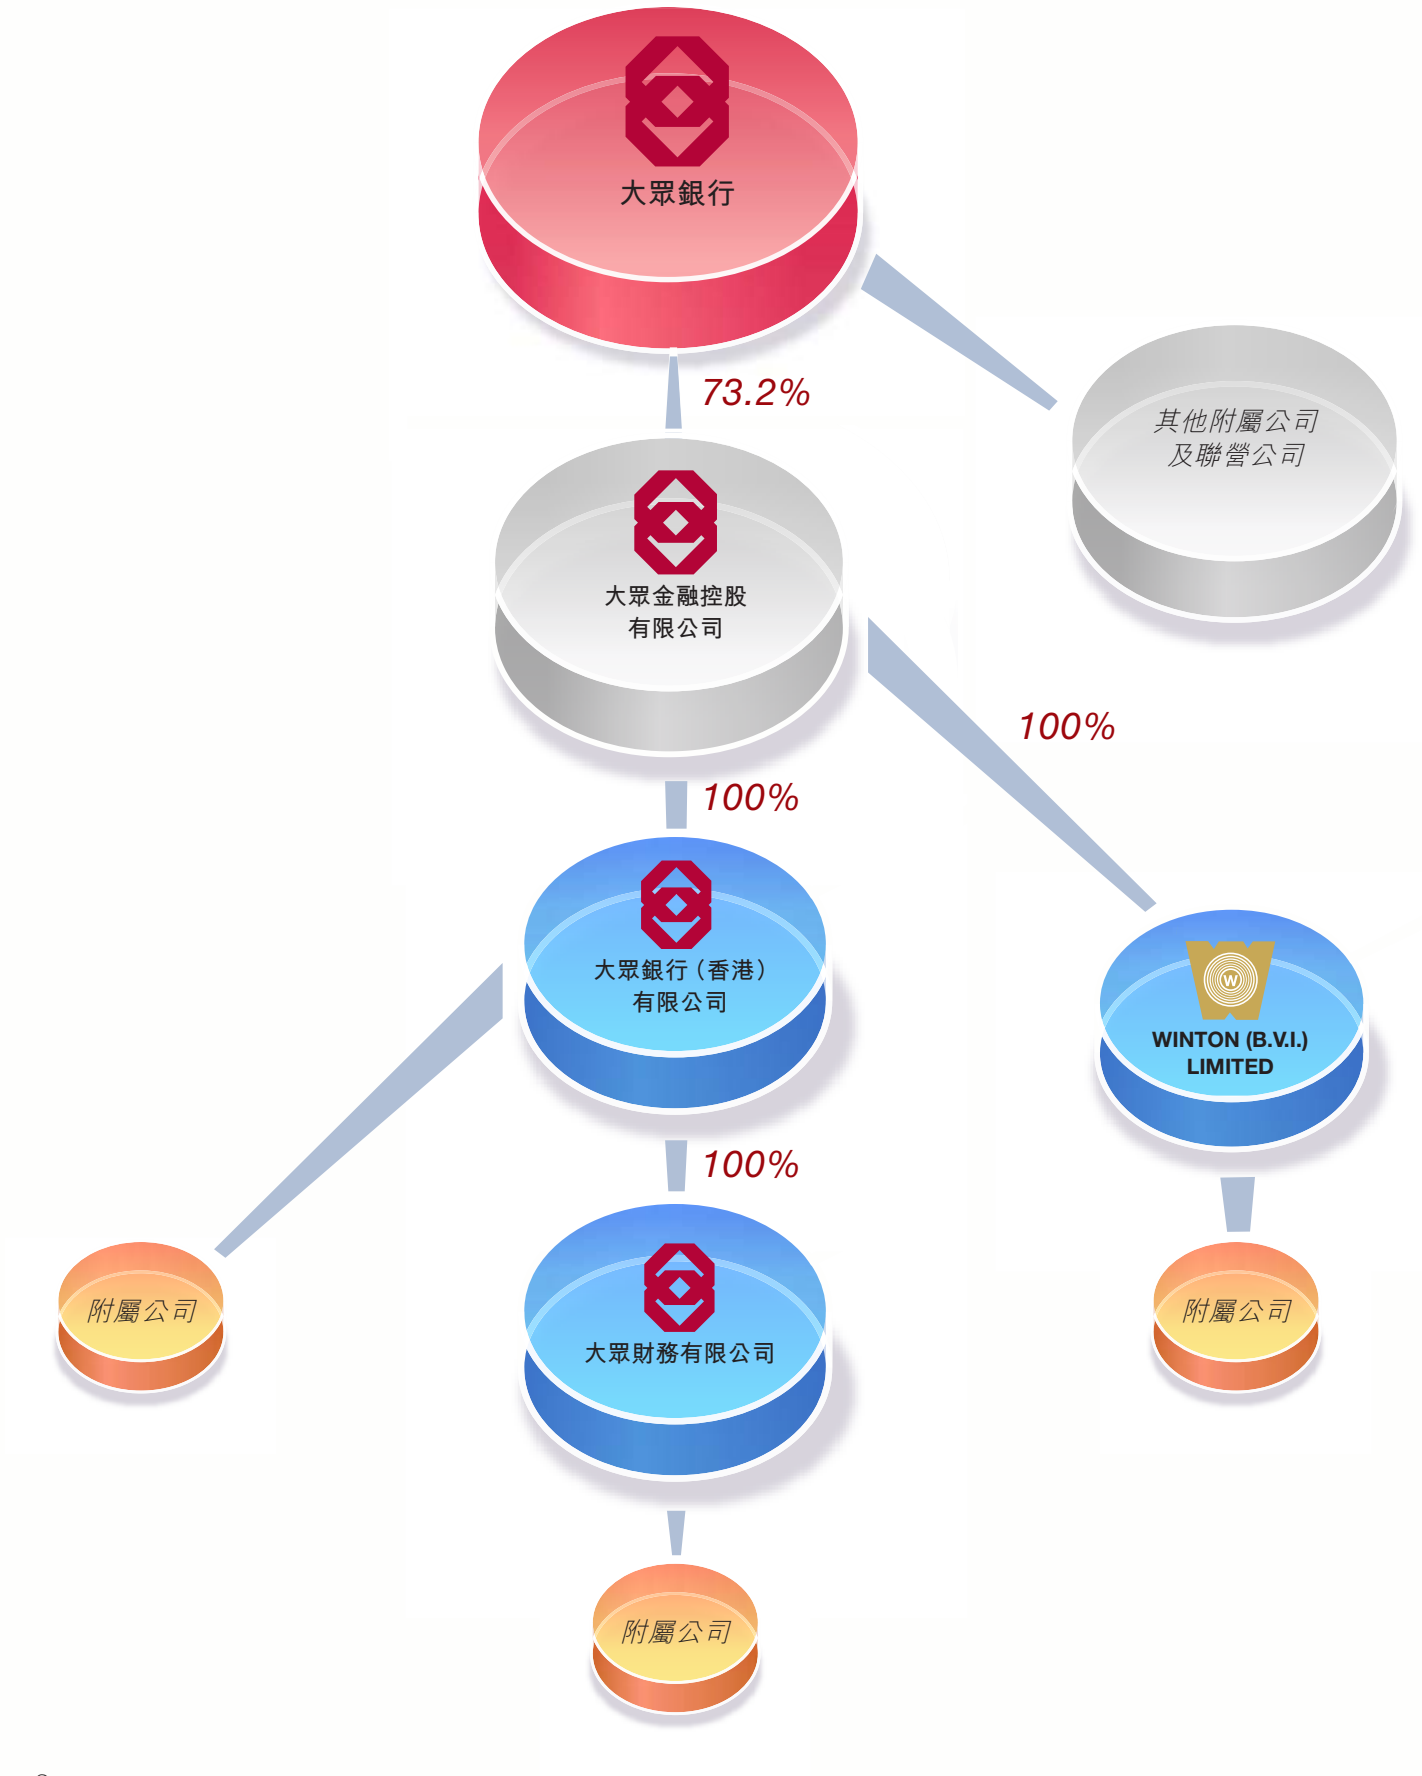 大眾銀行
73.2%
其他附屬公司
及聯營公司
大眾金融控股
有限公司
100%
100%
大眾銀行（香港）
有限公司
W
WINTON (B.V.I.)
LIMITED
100%
附屬公司
大眾財務有限公司
附屬公司
附屬公司